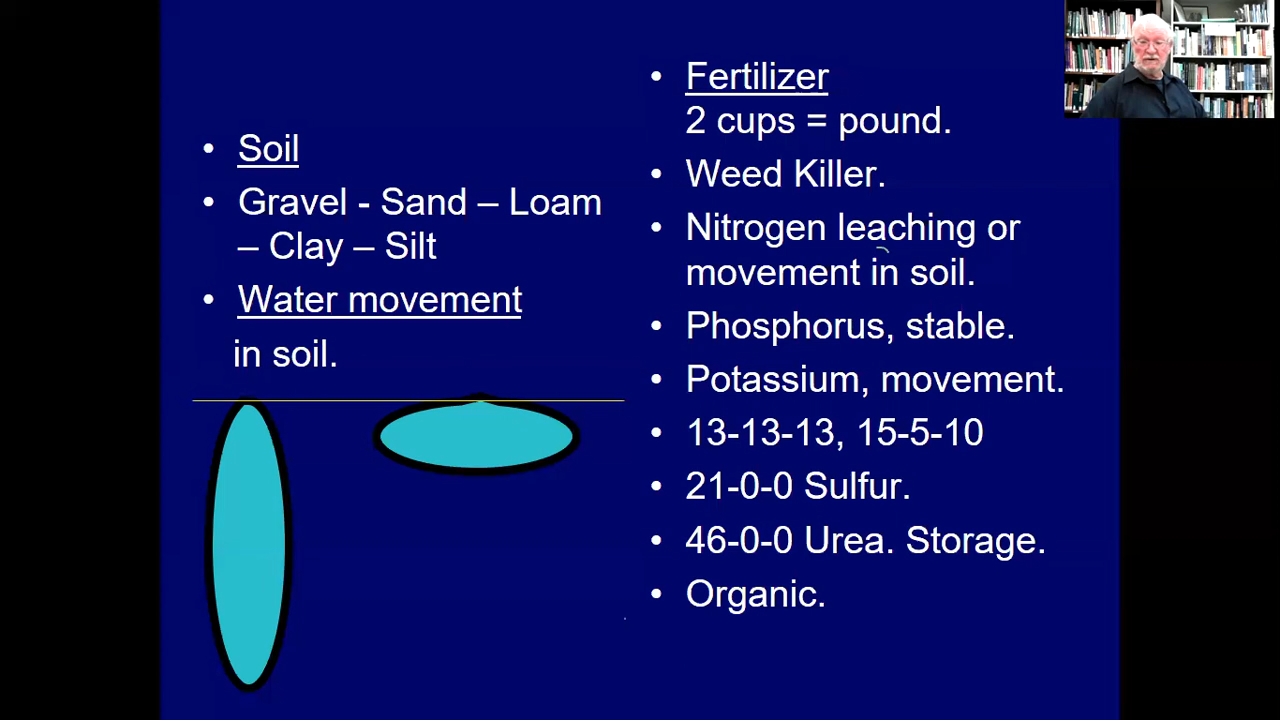 Soil
Gravel - Sand – Loam
– Clay – Silt
Water movement
in soil.
Fertilizer
2 cups = pound.
Weed Killer.
Nitrogen leaching or
movement in soil.
Phosphorus, stable.
Potassium, movement.
13-13-13, 15-5-10
21-0-0 Sulfur.
46-0-0 Urea. Storage.
Organic.